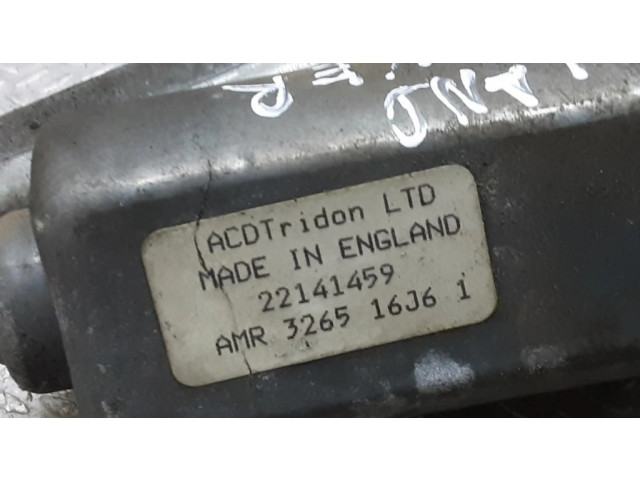 ACDTridon LTD
MADE IN ENGLAND
22141459
AMR 3265 16J6 1